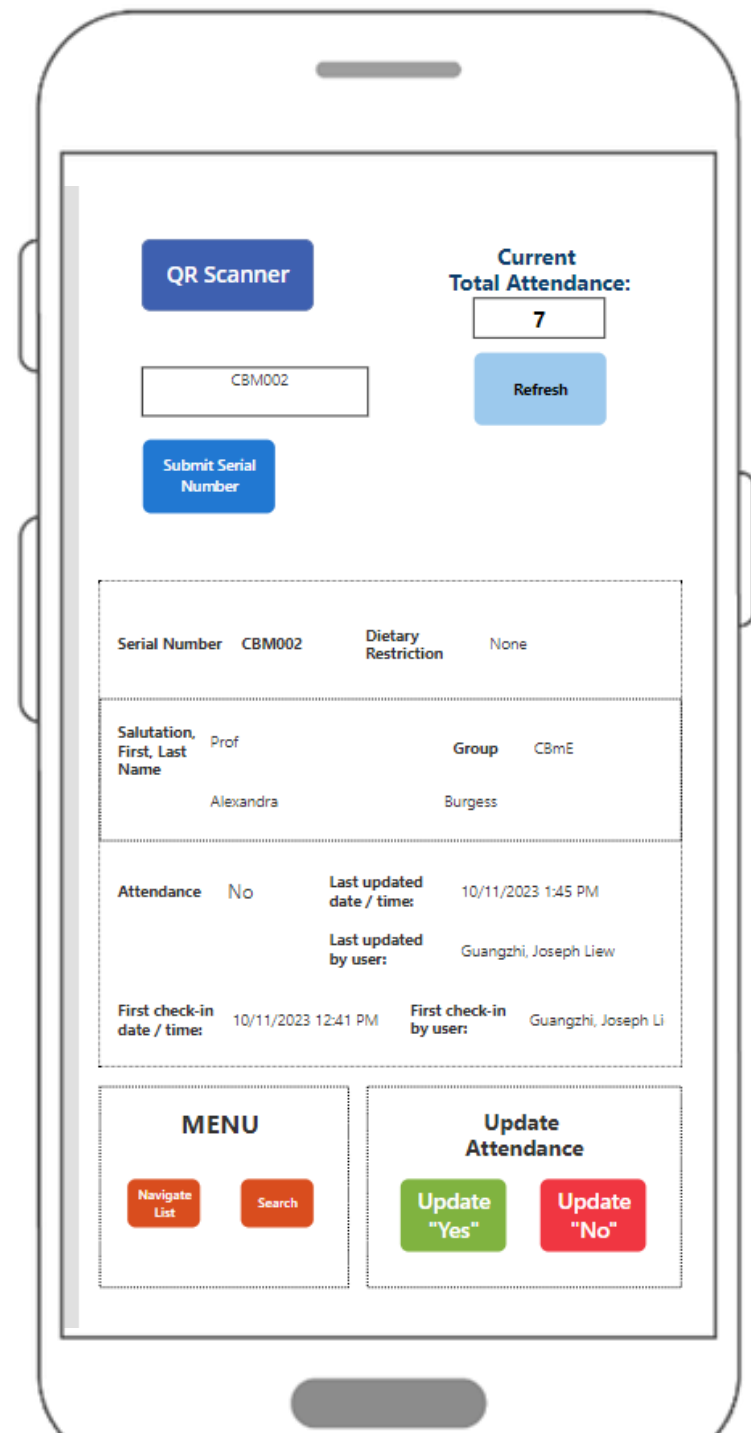 QR Scanner
Current
Total Attendance:
7
CBM002
Refresh
Submit Serial
Number
Serial Number CBM002
Dietary
Restriction
None
Salutation,
First, Last
Name
Prof
Group CBmE
Alexandra Burgess
Attendance No
Last updated
date / time:
10/11/2023 1:45 PM
Last updated
by user:
Guangzhi, Joseph Liew
First check-in
date / time:
10/11/2023 12:41 PM
First check-in
by user:
Guangzhi, Joseph Li
MENU
Navigate
List
Search
Update
Attendance
Update
"Yes"
Update
"No"